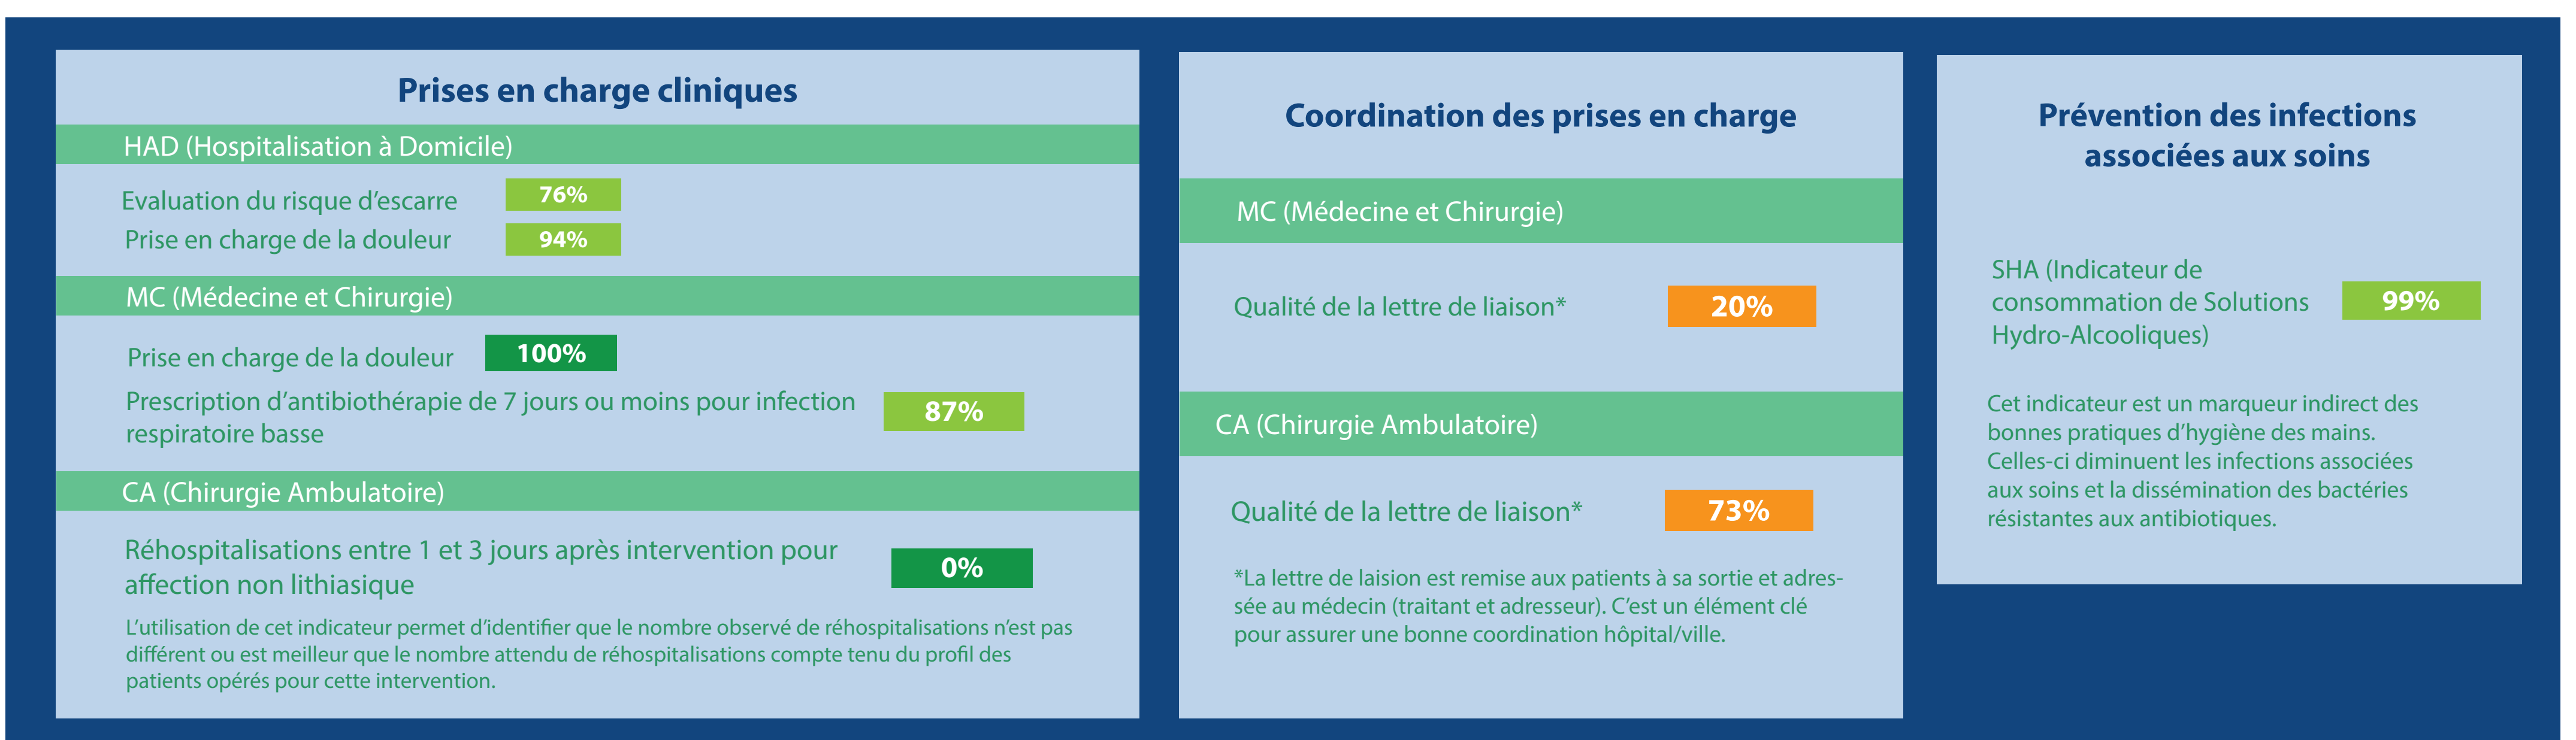 Prises en charge cliniques
HAD (Hospitalisation à Domicile)
Evaluation du risque d’escarre 76%
Prise en charge de la douleur 94%
MC (Médecine et Chirurgie)
Prise en charge de la douleur 100%
Prescription d’antibiothérapie de 7 jours ou moins pour infection
respiratoire basse
87%
CA (Chirurgie Ambulatoire)
Réhospitalisations entre 1 et 3 jours après intervention pour
affection non lithiasique
0%
L’utilisation de cet indicateur permet d’identifier que le nombre observé de réhospitalisations n’est pas
différent ou est meilleur que le nombre attendu de réhospitalisations compte tenu du profil des
patients opérés pour cette intervention.
Coordination des prises en charge
MC (Médecine et Chirurgie)
Qualité de la lettre de liaison* 20%
CA (Chirurgie Ambulatoire)
Qualité de la lettre de liaison* 73%
*La lettre de laision est remise aux patients à sa sortie et adres-
sée au médecin (traitant et adresseur). C’est un élément clé
pour assurer une bonne coordination hôpital/ville.
Prévention des infections
associées aux soins
SHA (Indicateur de
consommation de Solutions
Hydro-Alcooliques)
99%
Cet indicateur est un marqueur indirect des
bonnes pratiques d’hygiène des mains.
Celles-ci diminuent les infections associées
aux soins et la dissémination des bactéries
résistantes aux antibiotiques.